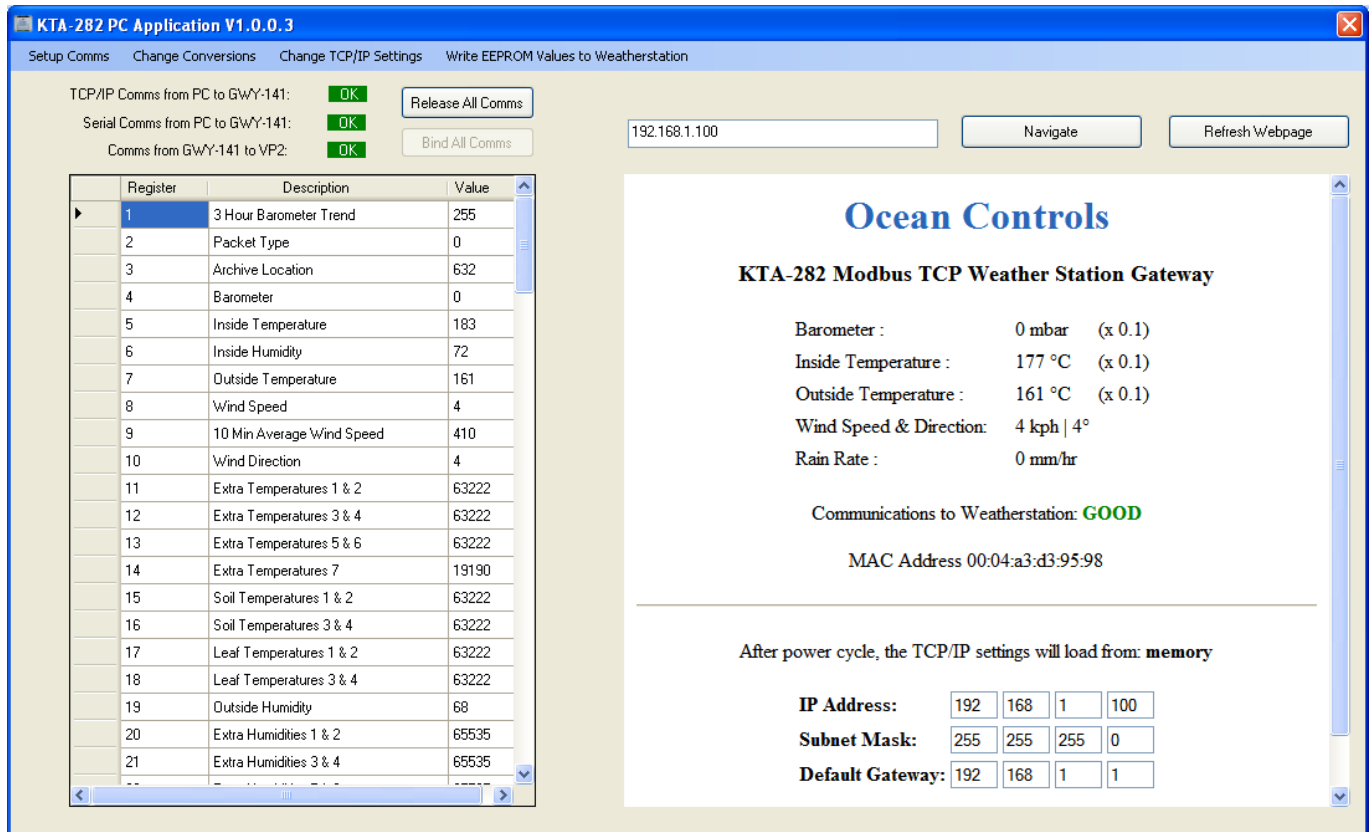 KTA-282 PC Application V1.0.0.3
Setup Comms Change Conversions Change TCP/IP Settings Write EEPROM Values to Weatherstation
TCP/IP Comms from PC to GWY-141: OK
Serial Comms from PC to GWY-141: OK
Comms from GWY-141 to VP2: OK
Release All Comms
Bind All Comms
192.168.1.100 Navigate Refresh Webpage
Register Description Value
1 3 Hour Barometer Trend 255
2 Packet Type 0
3 Archive Location 632
4 Barometer 0
5 Inside Temperature 183
6 Inside Humidity 72
7 Outside Temperature 161
8 Wind Speed 4
9 10 Min Average Wind Speed 410
10 Wind Direction 4
11 Extra Temperatures 1 & 2 63222
12 Extra Temperatures 3 & 4 63222
13 Extra Temperatures 5 & 6 63222
14 Extra Temperatures 7 19190
15 Soil Temperatures 1 & 2 63222
16 Soil Temperatures 3 & 4 63222
17 Leaf Temperatures 1 & 2 63222
18 Leaf Temperatures 3 & 4 63222
19 Outside Humidity 68
20 Extra Humidities 1 & 2 65535
21 Extra Humidities 3 & 4 65535
Ocean Controls
KTA-282 Modbus TCP Weather Station Gateway
Barometer : 0 mbar (x 0.1)
Inside Temperature : 177 °C (x 0.1)
Outside Temperature : 161 °C (x 0.1)
Wind Speed & Direction: 4 kph | 4°
Rain Rate : 0 mm/hr
Communications to Weatherstation: GOOD
MAC Address 00:04:a3:d3:95:98
After power cycle, the TCP/IP settings will load from: memory
IP Address: 192 168 1 100
Subnet Mask: 255 255 255 0
Default Gateway: 192 168 1 1